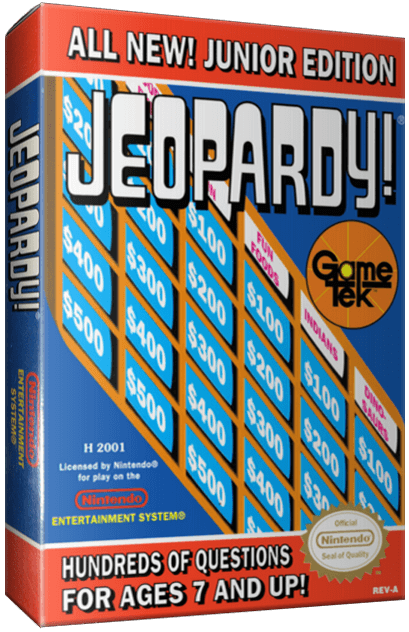 ALL NEW! JUNIOR EDITION
JEOPARDY!®
JEOPARDY!
Nintendo
ENTERTAINMENT
SYSTEM®
$400
$500
$300
$400
$500
$100
$200
$300
$400
$500
FUN
FOODS
$100
$200
$300
$400
INDIANS
$100
$200
$300
DINO-
SAURS
$100
Game
Tek
H 2001
Licensed by Nintendo®
for play on the
Nintendo
ENTERTAINMENT SYSTEM®
Official
Nintendo
Seal of Quality
HUNDREDS OF QUESTIONS
FOR AGES 7 AND UP!
REV-A